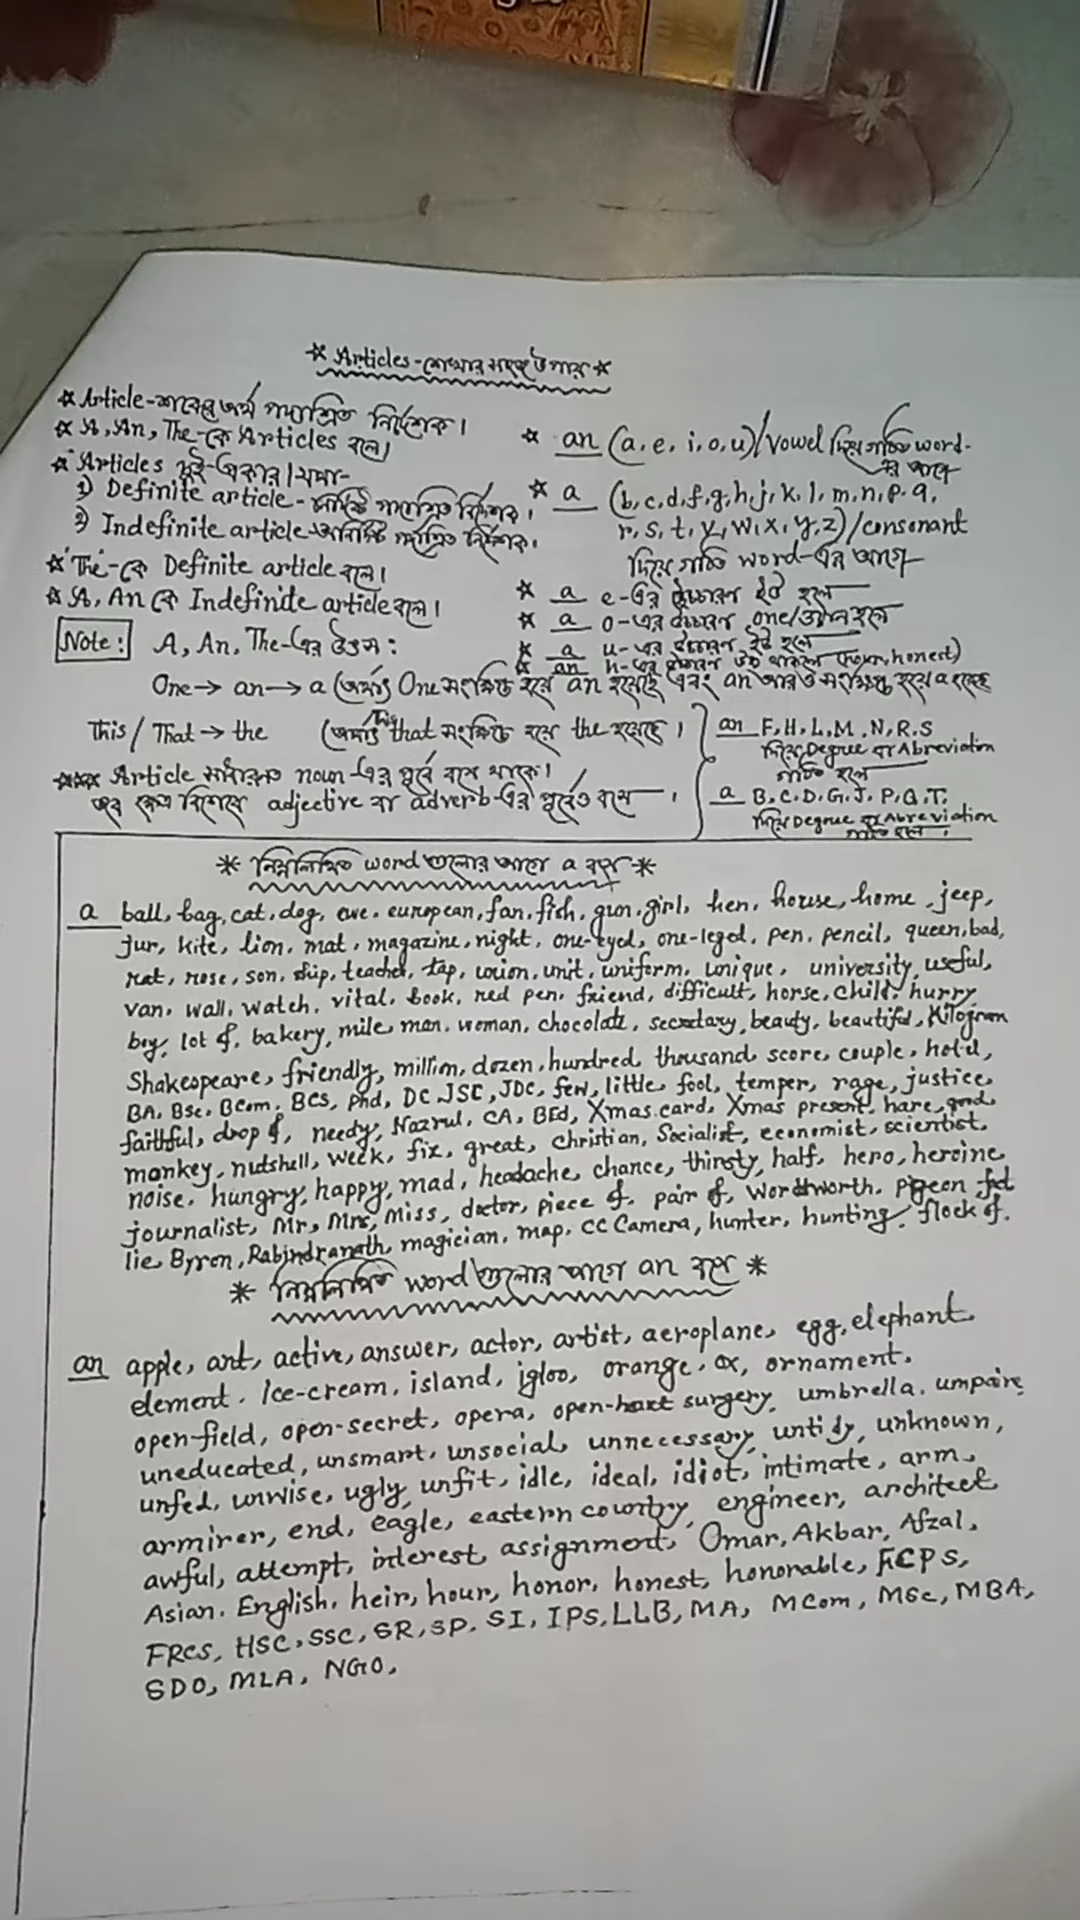 ☆ Articles - শেখার সহজ উপায় ☆
☆ Article - শব্দের অর্থ পদাশ্রিত নির্দেশক।
☆ A, An, The-কে Articles বলে।
☆ Articles দুই-প্রকার। যথা-
১) Definite article - নির্দিষ্ট পদাশ্রিত নির্দেশক।
২) Indefinite article - অনির্দিষ্ট পদাশ্রিত নির্দেশক।
☆ 'The'-কে Definite article বলে।
☆ A, An কে Indefinite article বলে।
☆ an (a, e, i, o, u)/vowel দিয়ে গঠিত word-
এর আগে
☆ a (b, c, d, f, g, h, j, k, l, m, n, p, q,
r, s, t, v, w, x, y, z)/consonant
দিয়ে গঠিত word-এর আগে
☆ a e-এর উচ্চারণ ইউ হলে
☆ a o-এর উচ্চারণ one/ওয়ান হলে
☆ a u-এর উচ্চারণ ইউ হলে
☆ an h-এর উচ্চারণ উহ্য থাকলে (hour, honest)
Note: A, An, The-এর উৎস:
One → an → a (অর্থাৎ One সংক্ষিপ্ত হয়ে an হয়েছে এবং an আরও সংক্ষিপ্ত হয়ে a হয়েছে
This / That → the (অর্থাৎ This that সংক্ষিপ্ত হয়ে the হয়েছে।
☆☆☆ Article সাধারণত noun-এর পূর্বে বসে থাকে।
তবে ক্ষেত্র বিশেষে adjective বা adverb-এর পূর্বেও বসে।
an F, H, L, M, N, R, S
দিয়ে Degree বা Abreviation
গঠিত হলে
a B, C, D, G, J, P, Q, T.
দিয়ে Degree বা Abreviation
গঠিত হলে।
* নিম্নলিখিত word গুলোর আগে a বসে *
a ball, bag, cat, dog, ewe, european, fan, fish, gun, girl, hen, house, home, jeep,
jur, kite, lion, mat, magazine, night, one-eyed, one-leged, pen, pencil, queen, bad,
rat, rose, son, ship, teacher, tap, union, unit, uniform, unique, university, useful,
van, wall, watch, vital, book, red pen, friend, difficult, horse, child, hurry
boy, lot of, bakery, mile, man, woman, chocolate, secretary, beauty, beautiful, Kilogram
Shakespeare, friendly, million, dozen, hundred, thousand, score, couple, hotel,
BA, Bsc, BCom, BCS, Phd, DC, JSC, JDC, few, little, fool, temper, rage, justice,
faithful, drop of, needy, Nazrul, CA, BEd, Xmas card, Xmas present, hare, good,
monkey, nutshell, week, fix, great, christian, Socialist, economist, scientist,
noise, hungry, happy, mad, headache, chance, thirsty, half, hero, heroine
journalist, Mr, Mrs, Miss, doctor, piece of, pair of, Wordsworth, pigeon
lie, Byron, Rabindranath, magician, map, CC Camera, hunter, hunting, flock of.
* নিম্নলিখিত word গুলোর আগে an বসে *
an apple, ant, active, answer, actor, artist, aeroplane, egg, elephant
element, Ice-cream, island, igloo, orange, ox, ornament,
open-field, open-secret, opera, open-hart surgery, umbrella, umpaire
uneducated, unsmart, unsocial, unnecessary, untidy, unknown,
unfed, unwise, ugly, unfit, idle, ideal, idiot, intimate, arm,
armirer, end, eagle, eastern country, engineer, architect
awful, attempt, interest, assignment, Omar, Akbar, Afzal,
Asian, English, heir, hour, honor, honest, honorable, FCPS,
FRCS, HSC, SSC, SR, SP, SI, IPS, LLB, MA, MCom, MSc, MBA,
SDO, MLA, NGO,